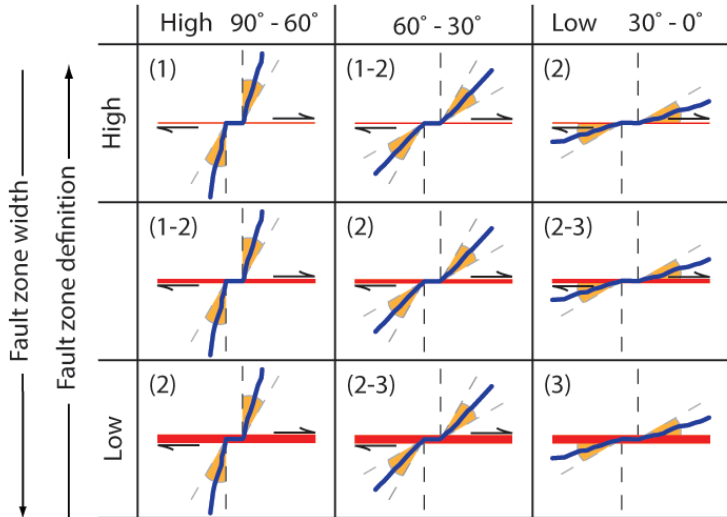 High 90° - 60°
60° - 30°
Low 30° - 0°
Fault zone width
Fault zone definition
High
(1)
(1-2)
(2)
(1-2)
(2)
(2-3)
Low
(2)
(2-3)
(3)